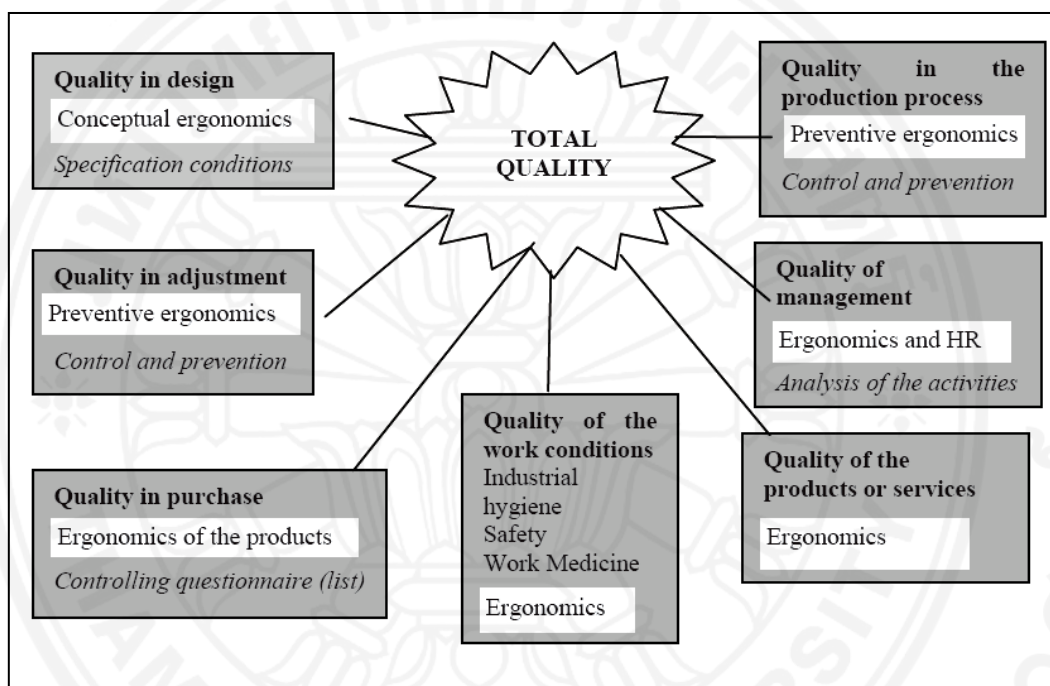 Quality in design
Conceptual ergonomics
Specification conditions
TOTAL
QUALITY
Quality in the
production process
Preventive ergonomics
Control and prevention
Quality in adjustment
Preventive ergonomics
Control and prevention
Quality of
management
Ergonomics and HR
Analysis of the activities
Quality in purchase
Ergonomics of the products
Controlling questionnaire (list)
Quality of the
work conditions
Industrial
hygiene
Safety
Work Medicine
Ergonomics
Quality of the
products or services
Ergonomics